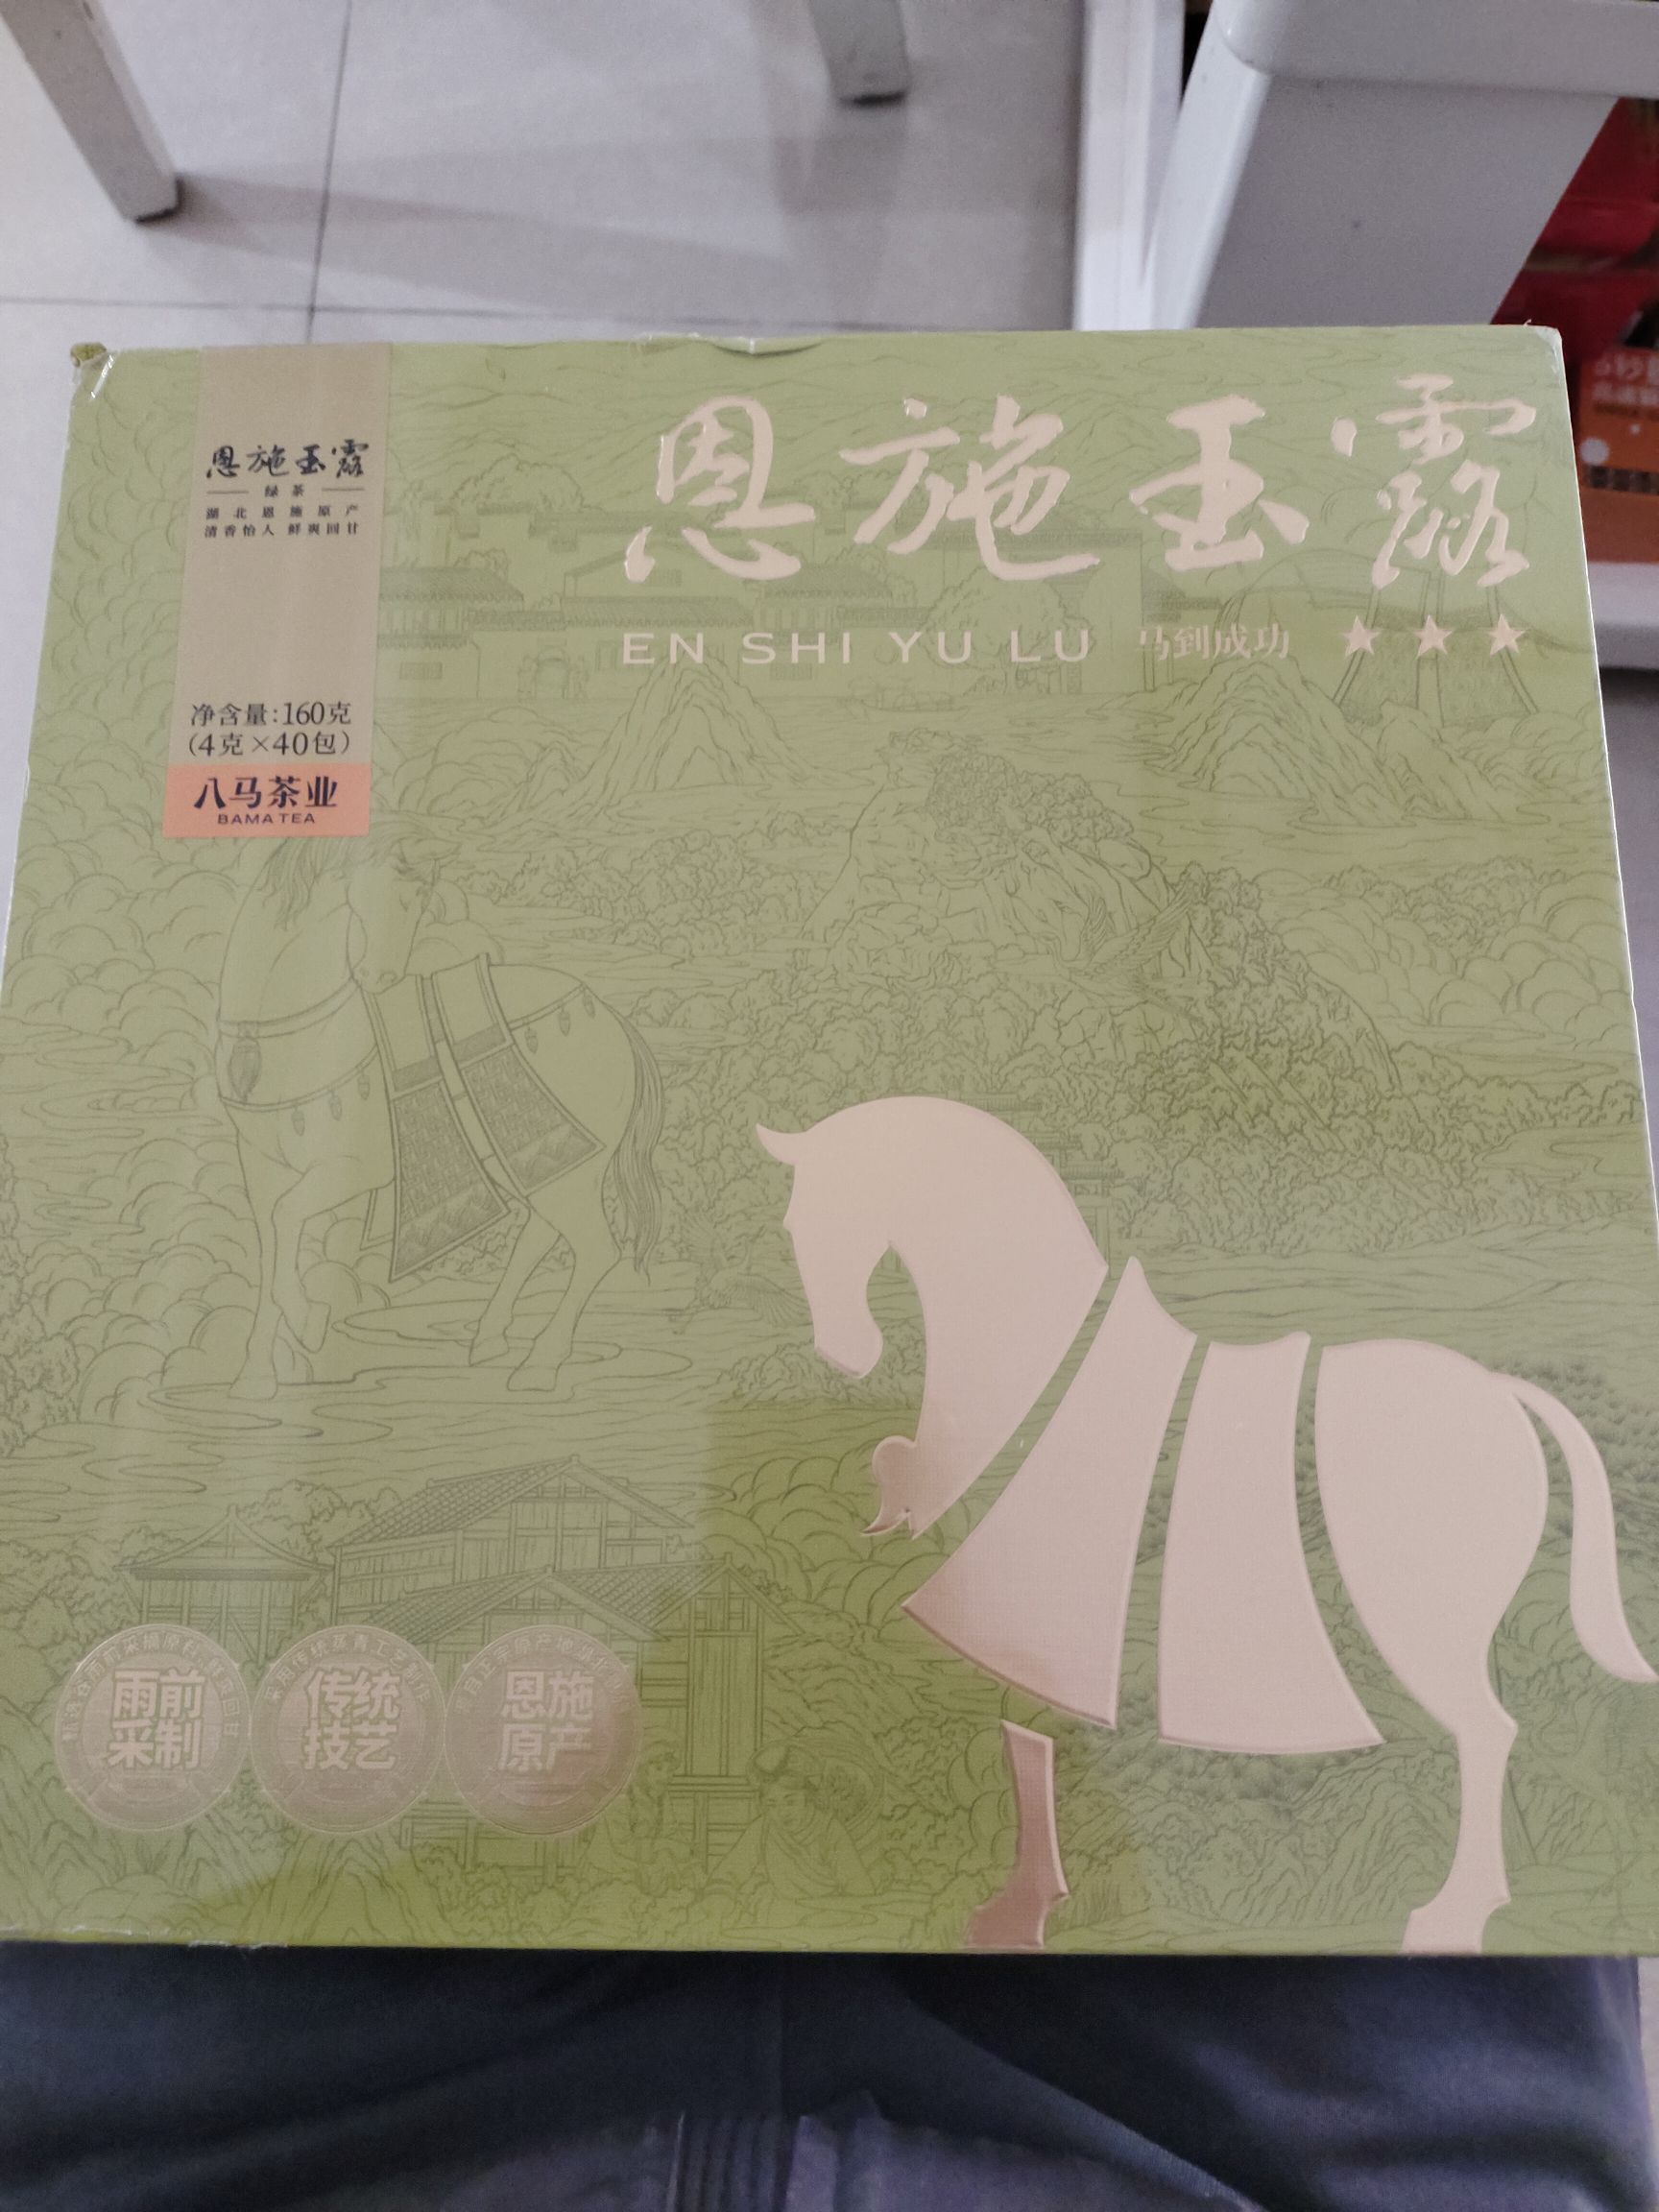 恩施玉露
绿茶
湖北恩施原产
清香怡人 鲜爽回甘
净含量:160克
(4克×40包)
八马茶业
BAMA TEA
恩施玉露
EN SHI YU LU 马到成功 ★ ★ ★
雨前
采制
传统
技艺
恩施
原产